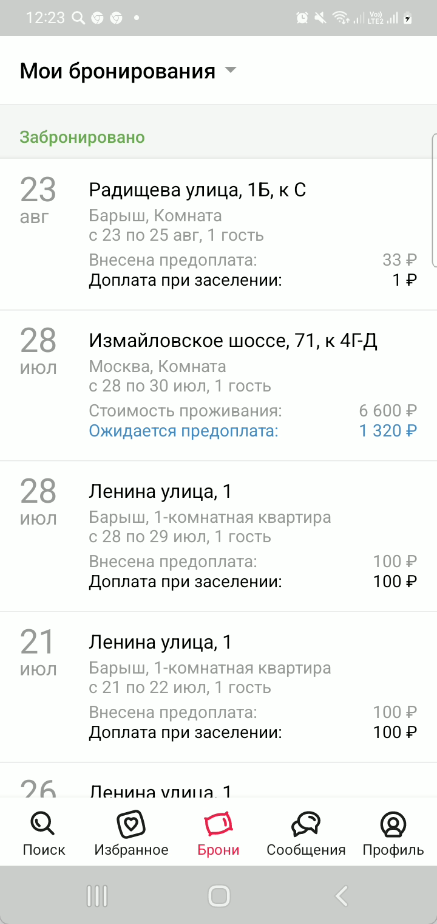 12:23
Vo) LTE2
Мои бронирования
Забронировано
23 авг
Радищева улица, 1Б, к С
Барыш, Комната
с 23 по 25 авг, 1 гость
Внесена предоплата: 33 ₽
Доплата при заселении: 1 ₽
28 июл
Измайловское шоссе, 71, к 4Г-Д
Москва, Комната
с 28 по 30 июл, 1 гость
Стоимость проживания: 6 600 ₽
Ожидается предоплата: 1 320 ₽
28 июл
Ленина улица, 1
Барыш, 1-комнатная квартира
с 28 по 29 июл, 1 гость
Внесена предоплата: 100 ₽
Доплата при заселении: 100 ₽
21 июл
Ленина улица, 1
Барыш, 1-комнатная квартира
с 21 по 22 июл, 1 гость
Внесена предоплата: 100 ₽
Доплата при заселении: 100 ₽
26
Ленина улица, 1
Поиск Избранное Брони Сообщения Профиль